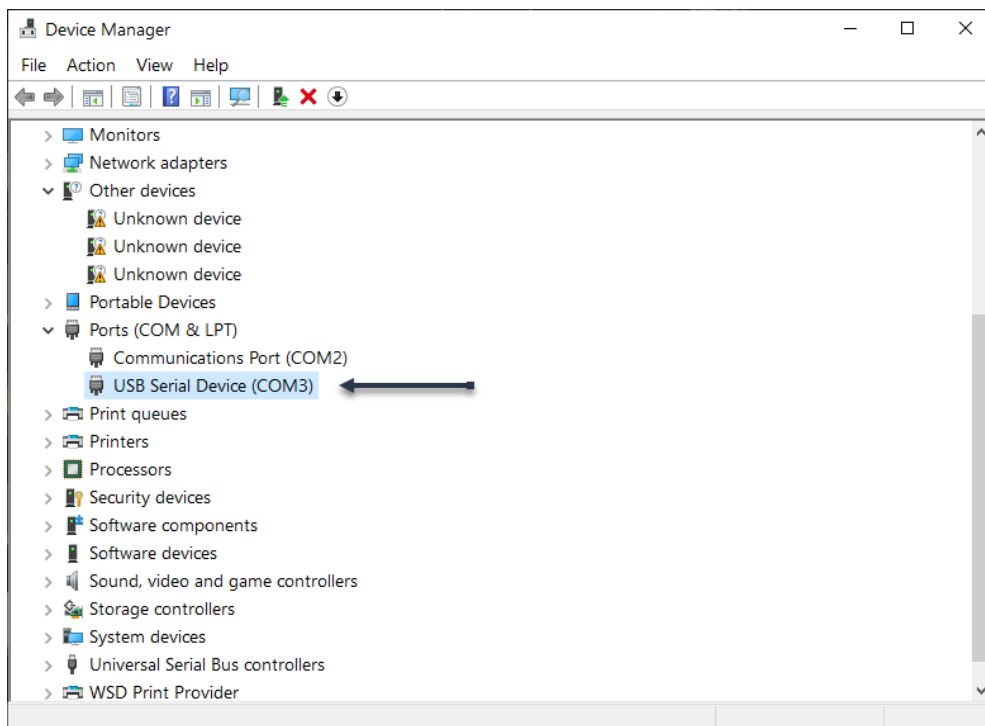 Device Manager
File Action View Help
Monitors
Network adapters
Other devices
Unknown device
Unknown device
Unknown device
Portable Devices
Ports (COM & LPT)
Communications Port (COM2)
USB Serial Device (COM3)
Print queues
Printers
Processors
Security devices
Software components
Software devices
Sound, video and game controllers
Storage controllers
System devices
Universal Serial Bus controllers
WSD Print Provider